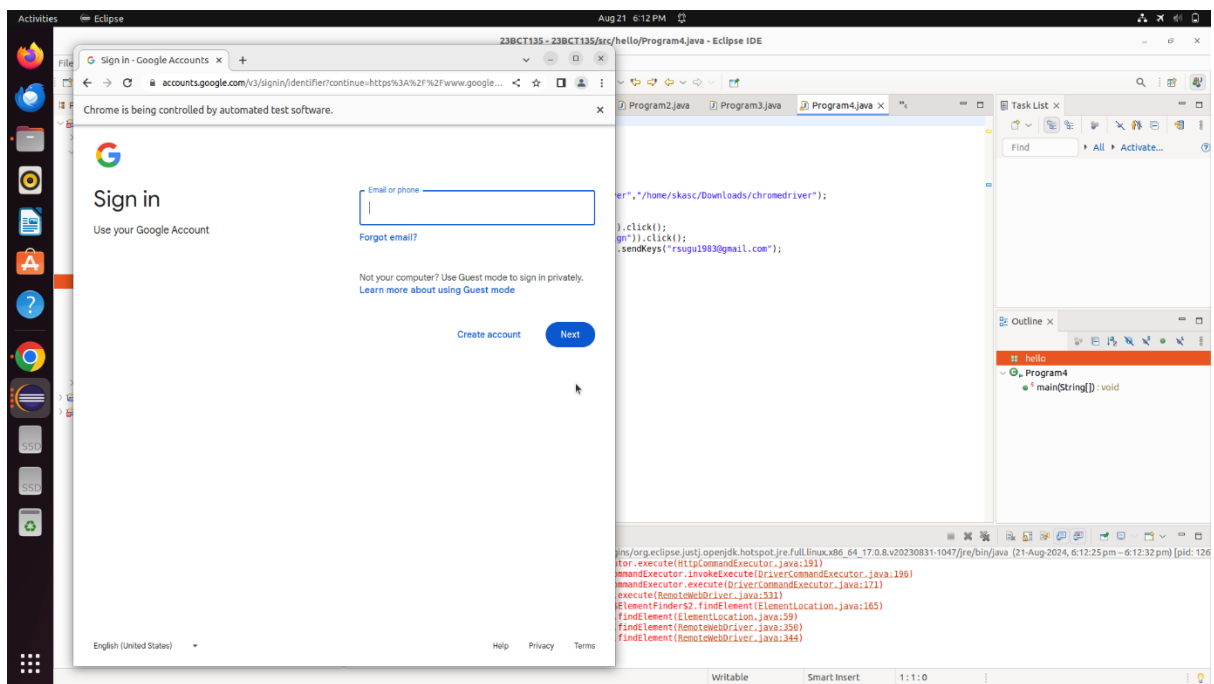 Activities
Eclipse
Aug 21 6:12 PM
23BCT135 - 23BCT135/src/hello/Program4.java - Eclipse IDE
File
Sign in - Google Accounts
accounts.google.com/v3/signin/identifier?continue=https%3A%2F%2Fwww.google...
Chrome is being controlled by automated test software.
Sign in
Use your Google Account
Email or phone
Forgot email?
Not your computer? Use Guest mode to sign in privately.
Learn more about using Guest mode
Create account
Next
English (United States)
Help
Privacy
Terms
Program2.java
Program3.java
Program4.java
er","/home/skasc/Downloads/chromedriver");
).click();
gn")).click();
.sendKeys("rsugu1983@gmail.com");
Task List
Find
All
Activate...
Outline
hello
Program4
main(String[]) : void
gins/org.eclipse.justj.openjdk.hotspot.jre.full.linux.x86_64_17.0.8.v20230831-1047/jre/bin/java (21-Aug-2024, 6:12:25 pm – 6:12:32 pm) [pid: 126
tor.execute(HttpCommandExecutor.java:191)
ommandExecutor.invokeExecute(DriverCommandExecutor.java:196)
ommandExecutor.execute(DriverCommandExecutor.java:171)
.execute(RemoteWebDriver.java:531)
$ElementFinder$2.findElement(ElementLocation.java:165)
.findElement(ElementLocation.java:59)
.findElement(RemoteWebDriver.java:350)
.findElement(RemoteWebDriver.java:344)
SSD
SSD
Writable
Smart Insert
1 : 1 : 0